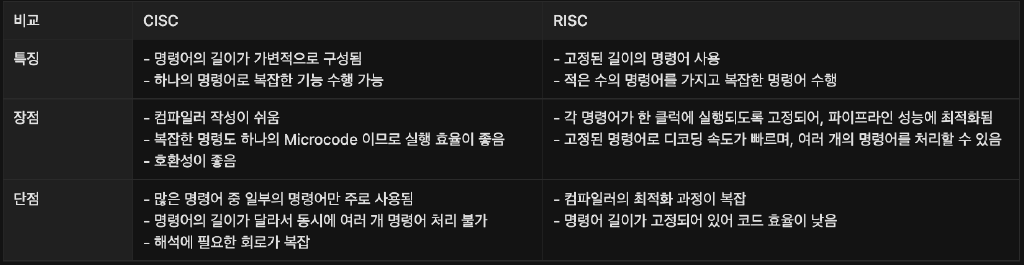 비교 CISC RISC
특징
- 명령어의 길이가 가변적으로 구성됨
- 하나의 명령어로 복잡한 기능 수행 가능
- 고정된 길이의 명령어 사용
- 적은 수의 명령어를 가지고 복잡한 명령어 수행
장점
- 컴파일러 작성이 쉬움
- 복잡한 명령도 하나의 Microcode 이므로 실행 효율이 좋음
- 호환성이 좋음
- 각 명령어가 한 클럭에 실행되도록 고정되어, 파이프라인 성능에 최적화됨
- 고정된 명령어로 디코딩 속도가 빠르며, 여러 개의 명령어를 처리할 수 있음
단점
- 많은 명령어 중 일부의 명령어만 주로 사용됨
- 명령어의 길이가 달라서 동시에 여러 개 명령어 처리 불가
- 해석에 필요한 회로가 복잡
- 컴파일러의 최적화 과정이 복잡
- 명령어 길이가 고정되어 있어 코드 효율이 낮음